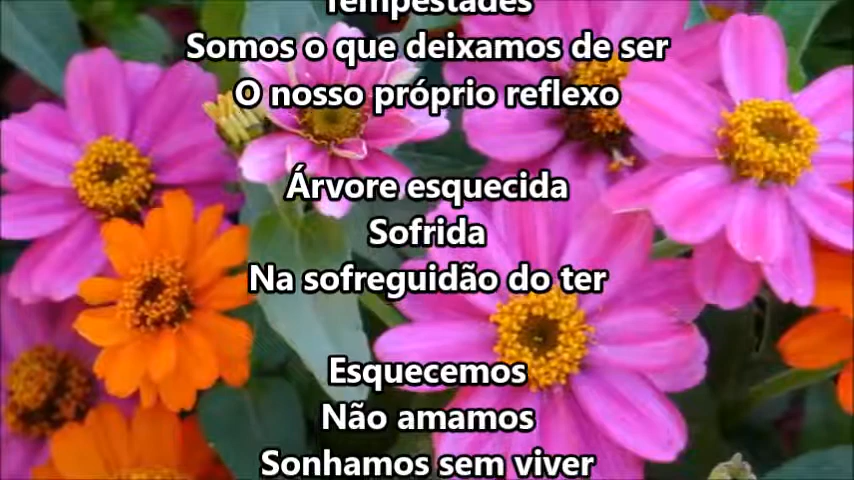 Tempestades
Somos o que deixamos de ser
O nosso próprio reflexo
Árvore esquecida
Sofrida
Na sofreguidão do ter
Esquecemos
Não amamos
Sonhamos sem viver